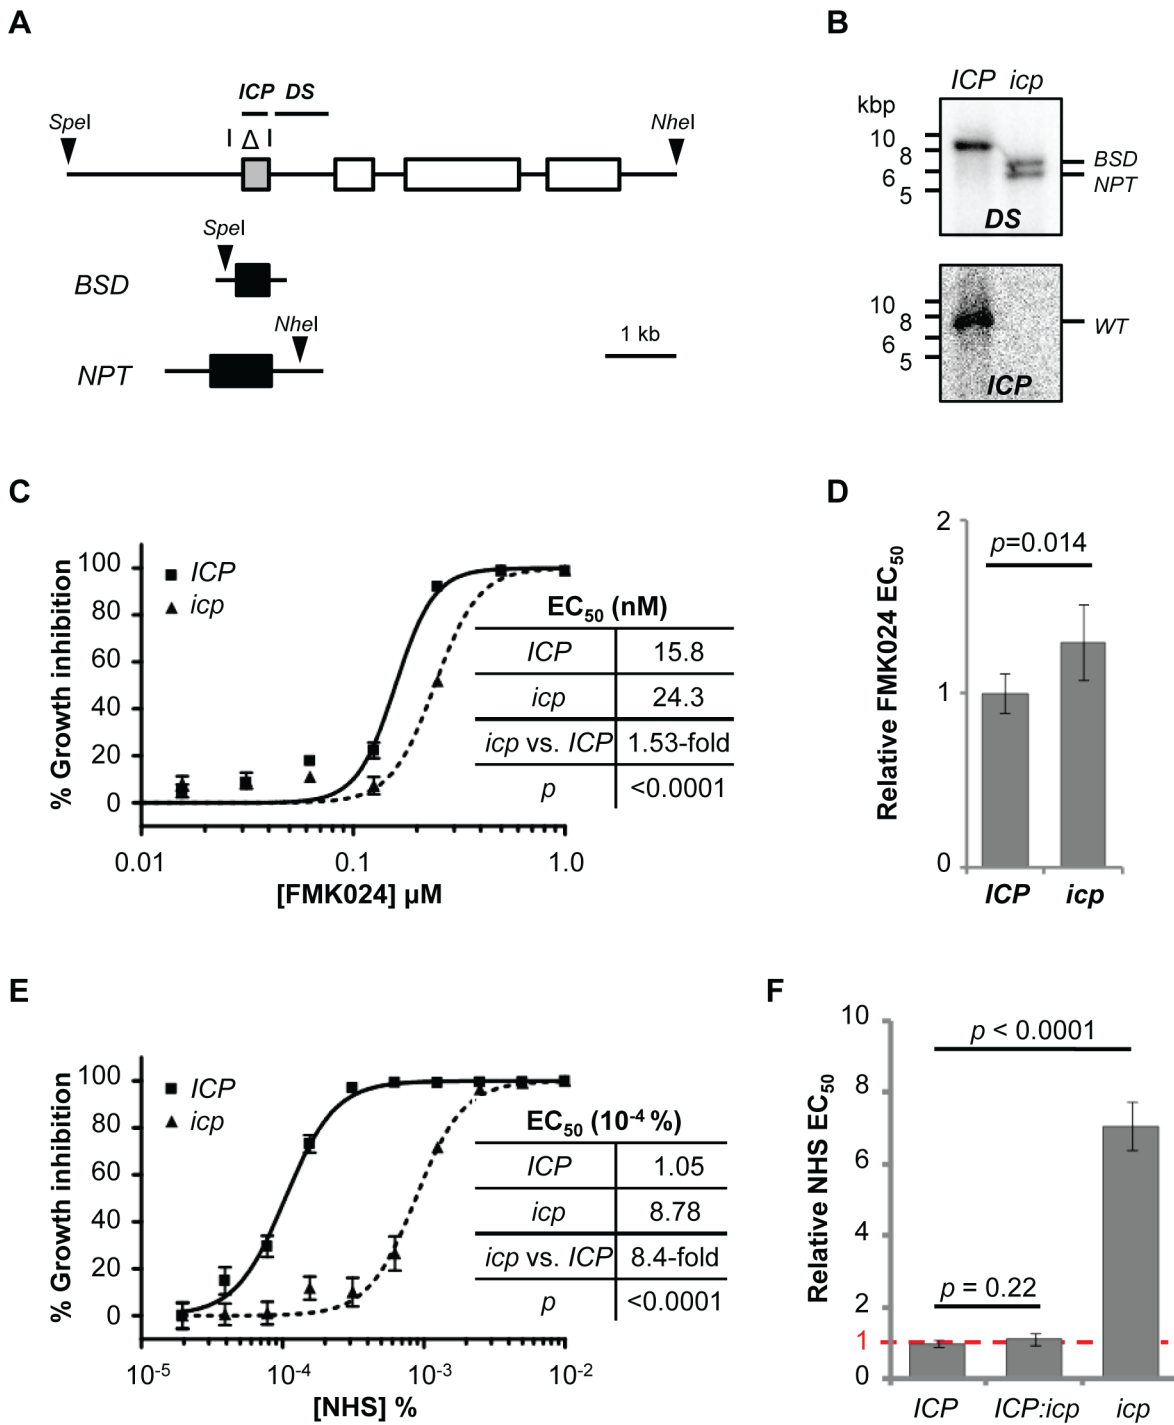 A
ICP DS
SpeI
Δ
NheI
SpeI
BSD
NheI
NPT
1 kb
B
ICP icp
kbp
10
8
6
5
BSD
NPT
DS
10
8
6
5
WT
ICP
C
% Growth inhibition
100
80
60
40
20
0
ICP
icp
0.01
0.1
1.0
[FMK024] µM
EC50 (nM)
ICP 15.8
icp 24.3
icp vs. ICP 1.53-fold
p <0.0001
D
Relative FMK024 EC50
2
1
0
p=0.014
ICP icp
E
% Growth inhibition
100
80
60
40
20
0
ICP
icp
10-5
10-4
10-3
10-2
[NHS] %
EC50 (10-4 %)
ICP 1.05
icp 8.78
icp vs. ICP 8.4-fold
p <0.0001
F
Relative NHS EC50
10
8
6
4
2
1
0
p < 0.0001
p = 0.22
ICP ICP:icp icp